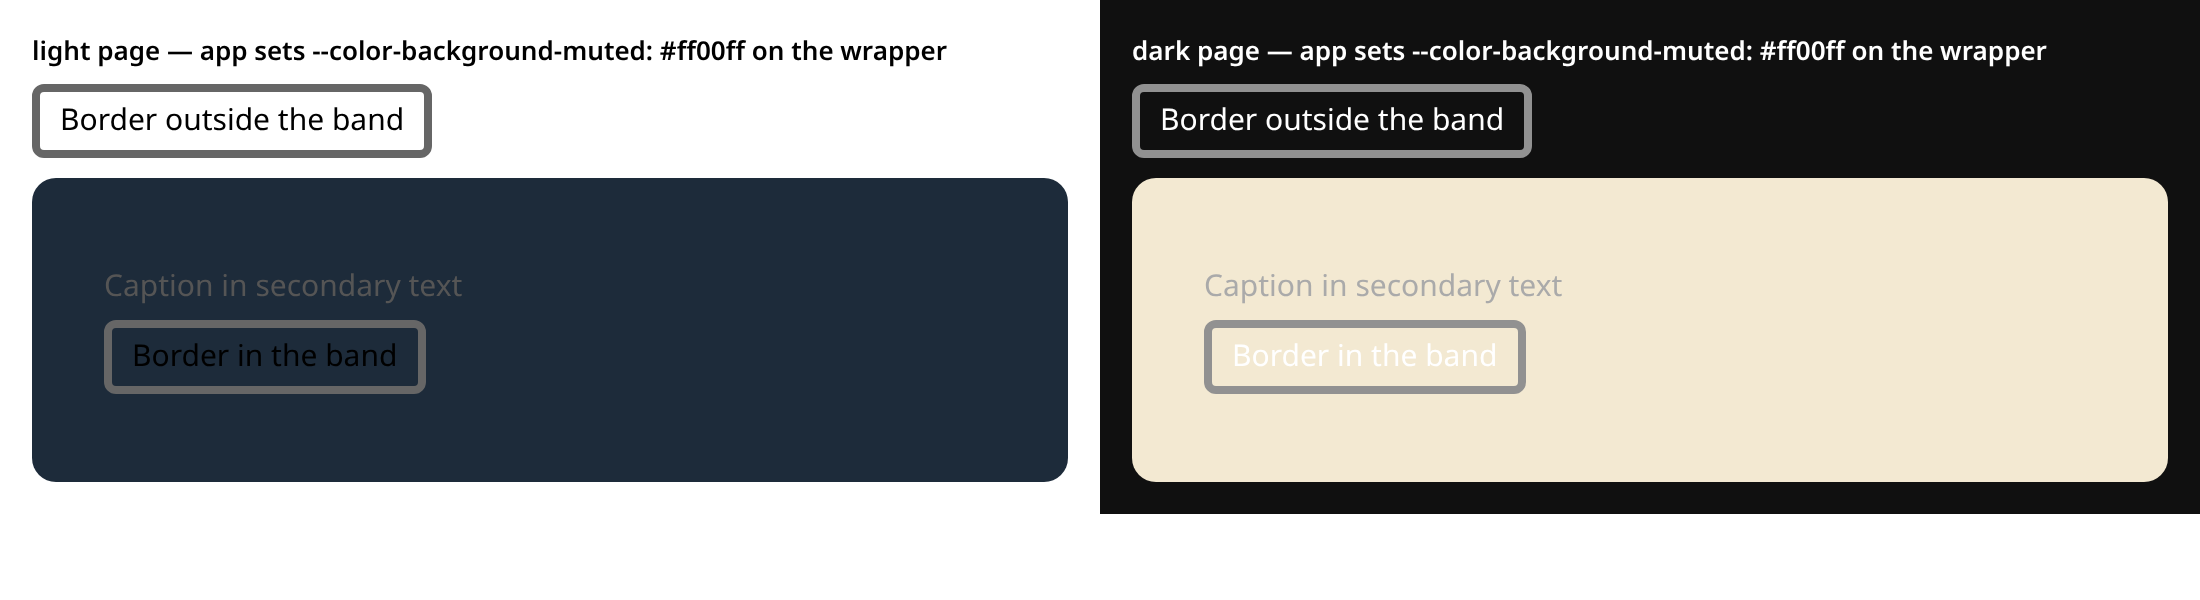 light page — app sets --color-background-muted: #ff00ff on the wrapper
Border outside the band
Caption in secondary text
Border in the band
dark page — app sets --color-background-muted: #ff00ff on the wrapper
Border outside the band
Caption in secondary text
Border in the band